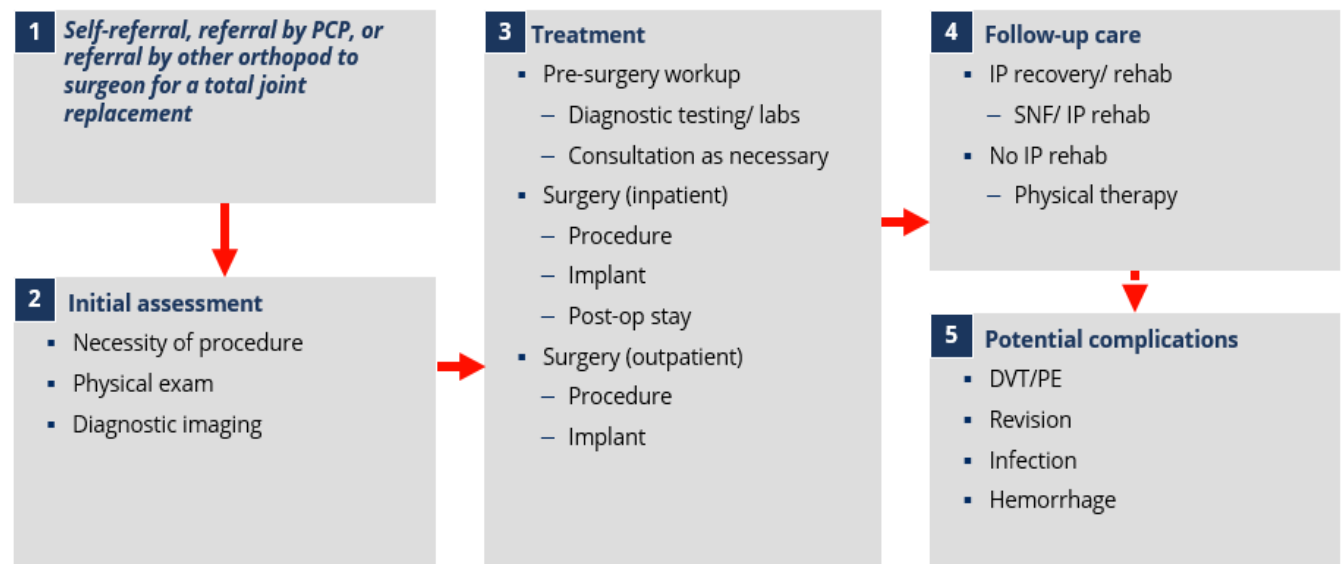 1
Self-referral, referral by PCP, or
referral by other orthopod to
surgeon for a total joint
replacement
2
Initial assessment
▪ Necessity of procedure
▪ Physical exam
▪ Diagnostic imaging
3
Treatment
▪ Pre-surgery workup
– Diagnostic testing/ labs
– Consultation as necessary
▪ Surgery (inpatient)
– Procedure
– Implant
– Post-op stay
▪ Surgery (outpatient)
– Procedure
– Implant
4
Follow-up care
▪ IP recovery/ rehab
– SNF/ IP rehab
▪ No IP rehab
– Physical therapy
5
Potential complications
▪ DVT/PE
▪ Revision
▪ Infection
▪ Hemorrhage